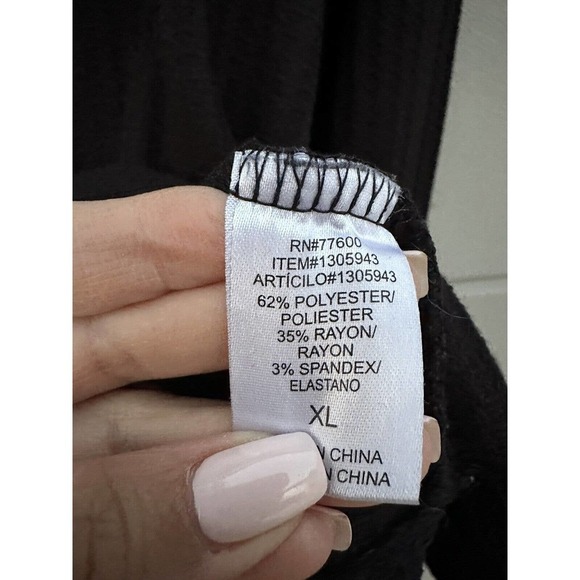 RN#77600
ITEM#1305943
ARTÍCILO#1305943
62% POLYESTER/
POLIESTER
35% RAYON/
RAYON
3% SPANDEX/
ELASTANO
XL
CHINA
CHINA